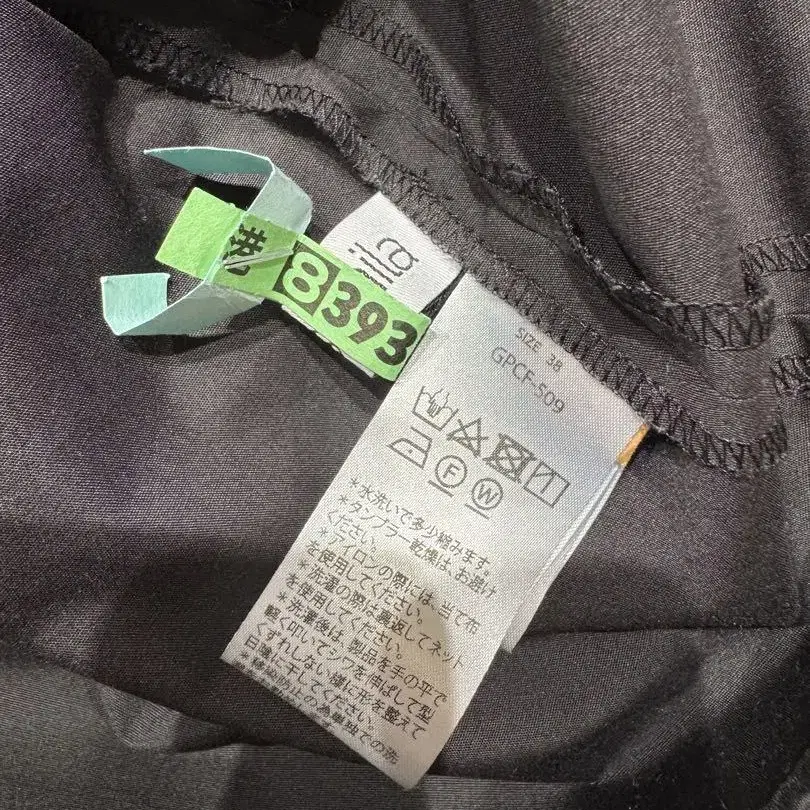 港
8393
SIZE 38
GPCF-509
F W
*水洗いで多少縮みます。
*タンブラー乾燥は、お避け
ください。
*アイロンの際には、当て布
を使用してください。
*洗濯の際は裏返してネット
を使用してください。
*洗濯後は、製品を手の平で
軽く叩いてシワを伸ばして型
くずれしない様に形を整えて
日陰に干してください。